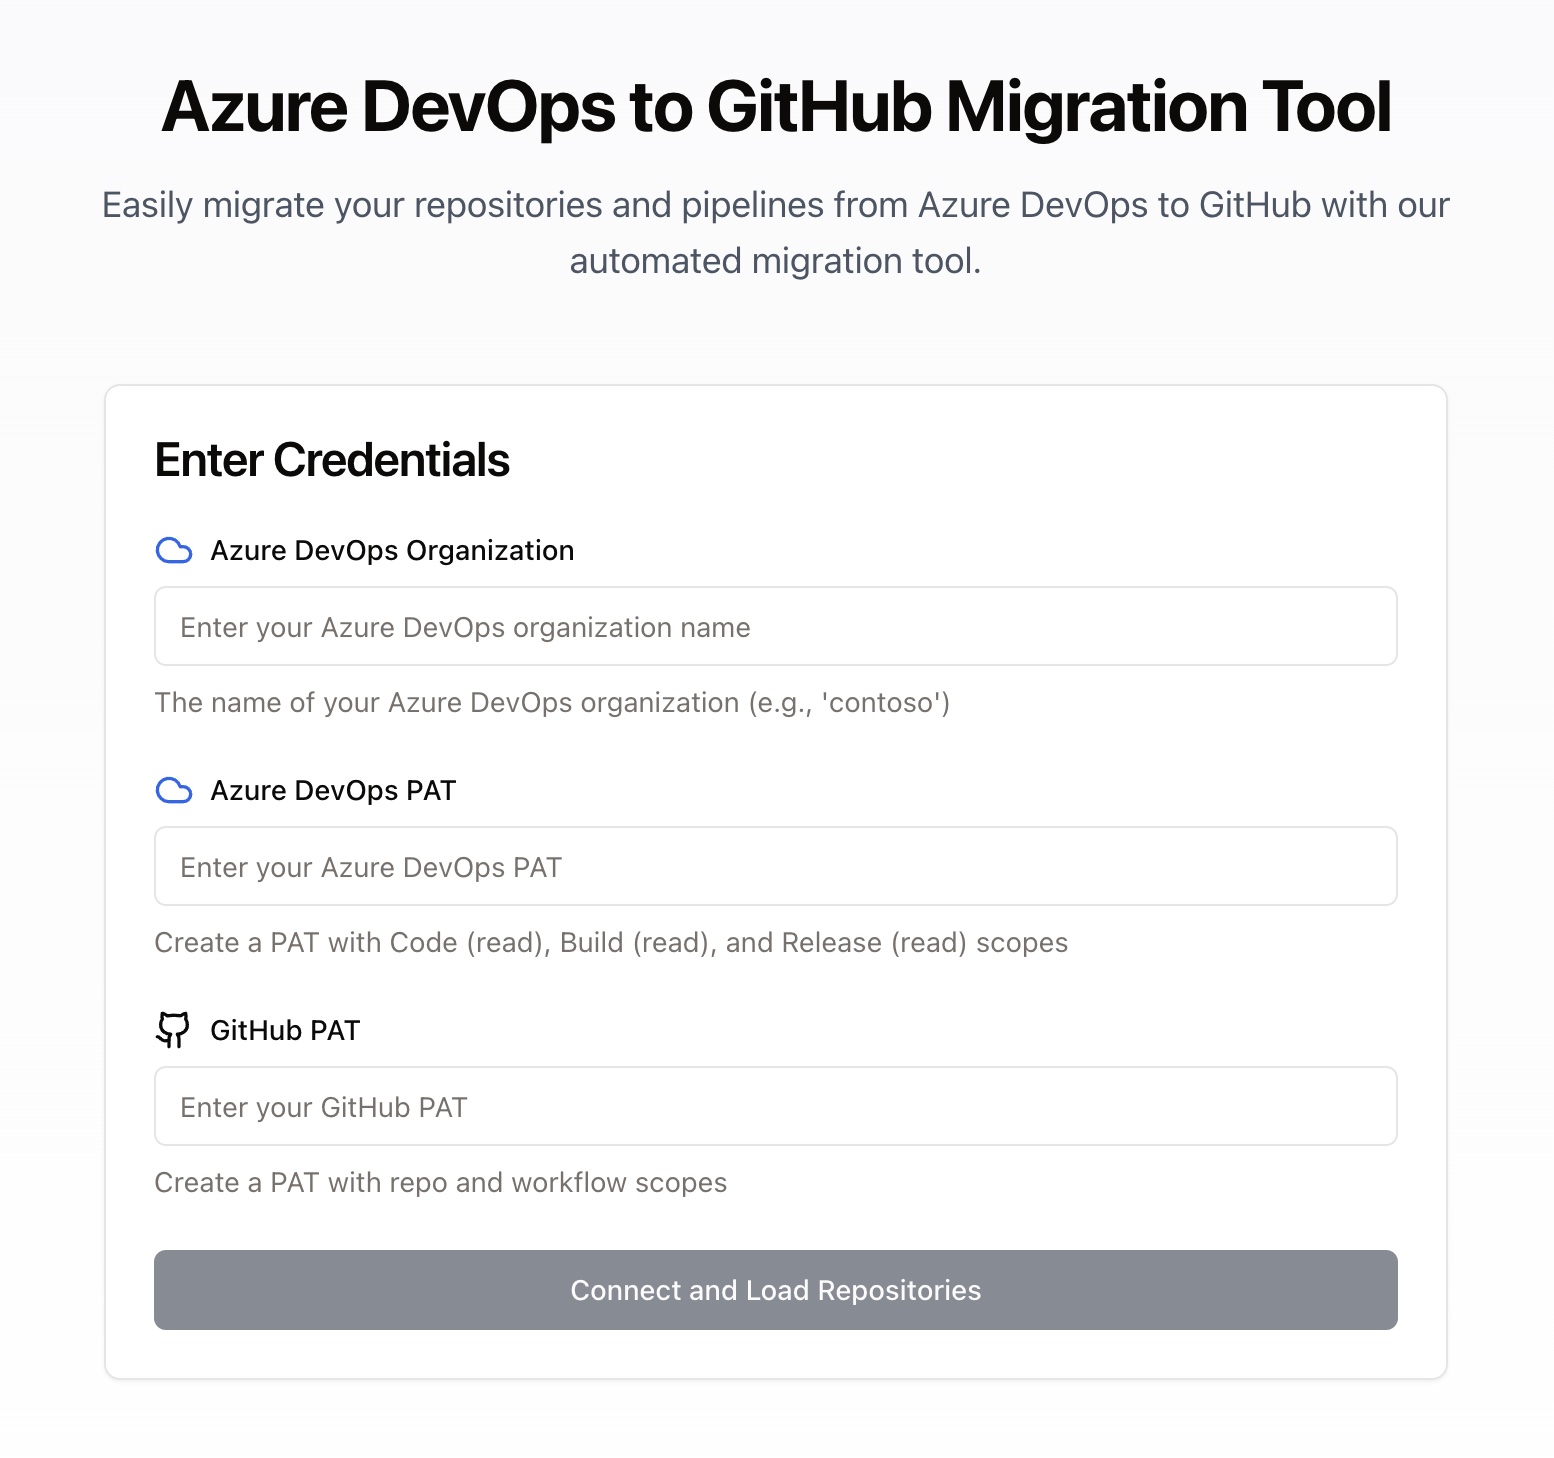 Azure DevOps to GitHub Migration Tool
Easily migrate your repositories and pipelines from Azure DevOps to GitHub with our
automated migration tool.
Enter Credentials
Azure DevOps Organization
Enter your Azure DevOps organization name
The name of your Azure DevOps organization (e.g., 'contoso')
Azure DevOps PAT
Enter your Azure DevOps PAT
Create a PAT with Code (read), Build (read), and Release (read) scopes
GitHub PAT
Enter your GitHub PAT
Create a PAT with repo and workflow scopes
Connect and Load Repositories